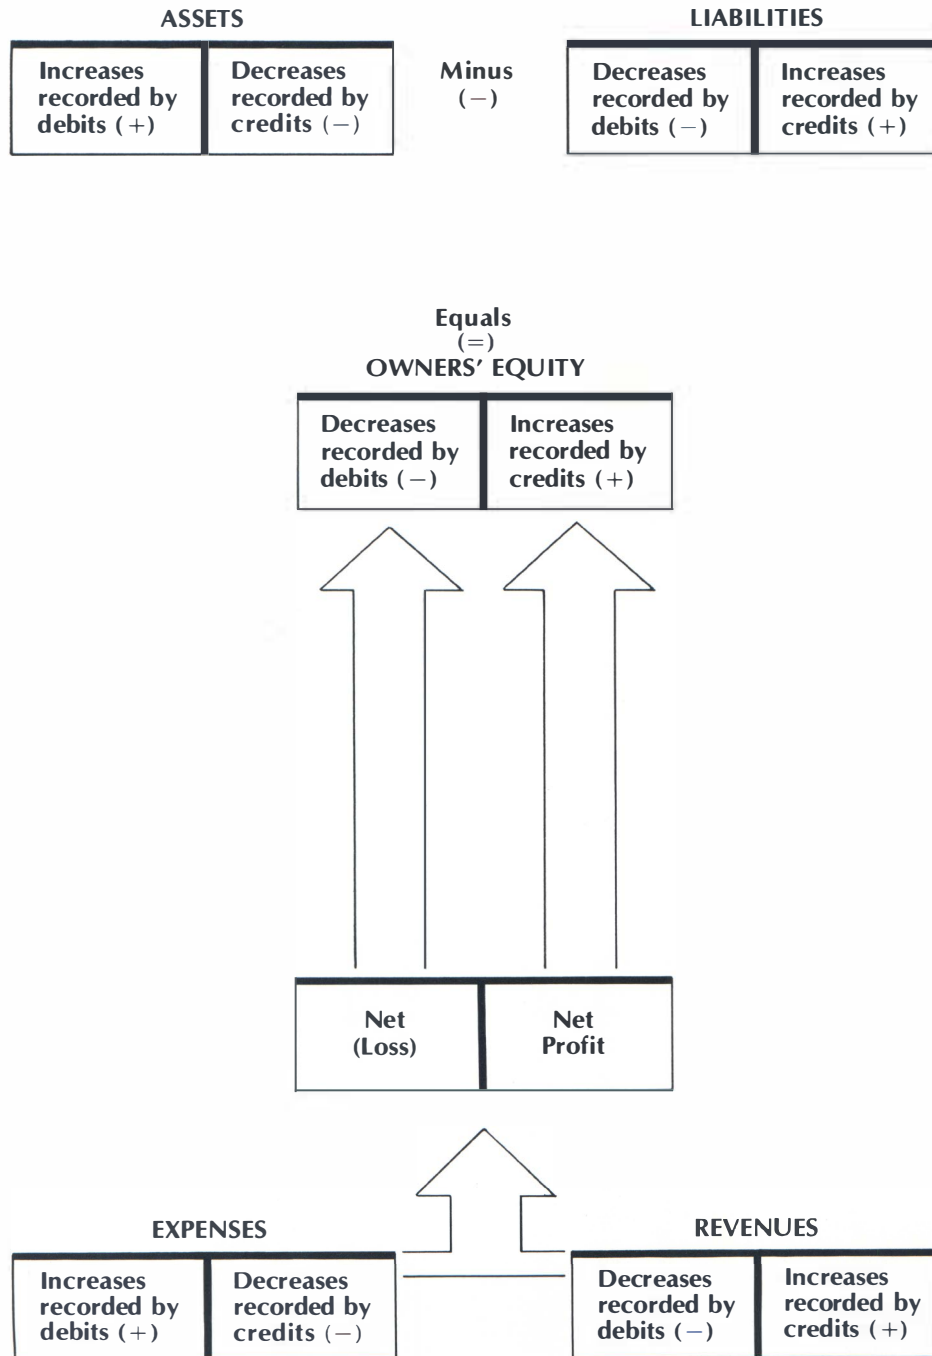 ASSETS
Increases
recorded by
debits (+)
Decreases
recorded by
credits (−)
Minus
(−)
LIABILITIES
Decreases
recorded by
debits (−)
Increases
recorded by
credits (+)
Equals
(=)
OWNERS’ EQUITY
Decreases
recorded by
debits (−)
Increases
recorded by
credits (+)
Net
(Loss)
Net
Profit
EXPENSES
Increases
recorded by
debits (+)
Decreases
recorded by
credits (−)
REVENUES
Decreases
recorded by
debits (−)
Increases
recorded by
credits (+)